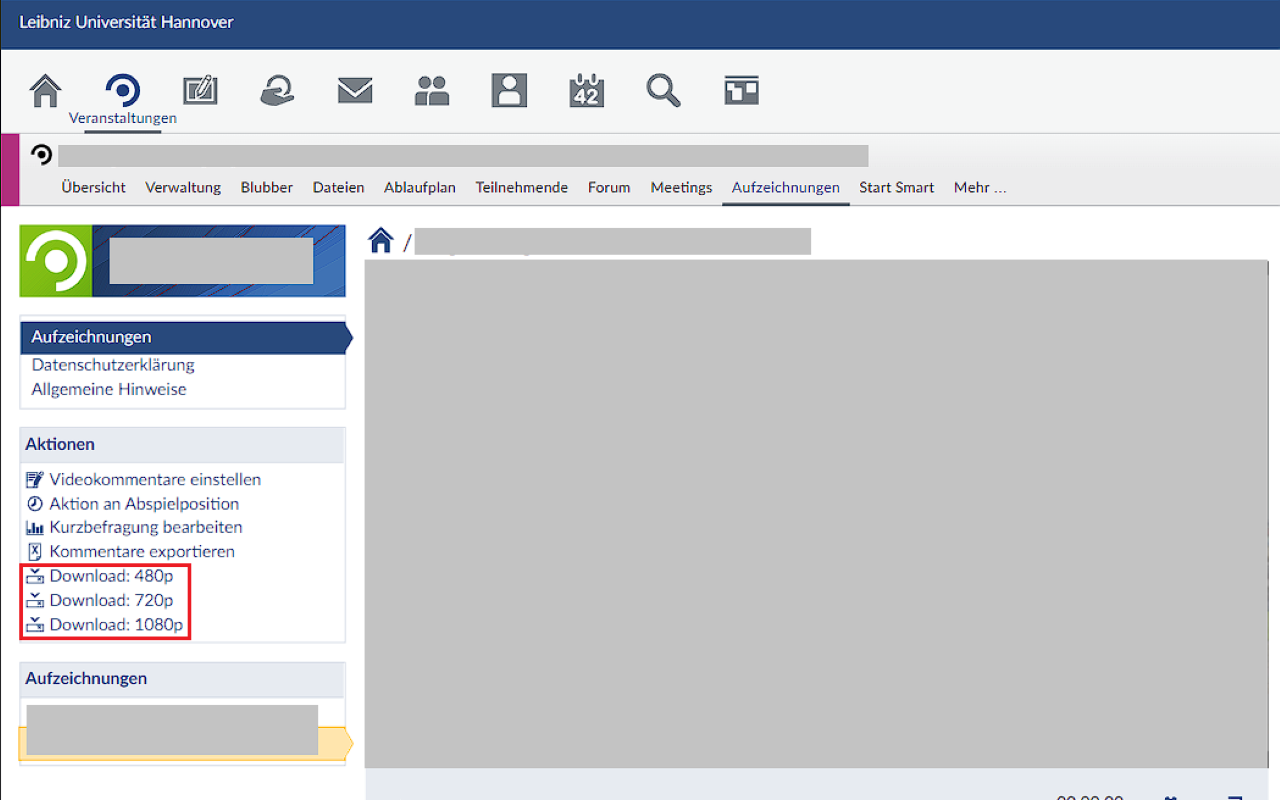 Leibniz Universität Hannover
42
Veranstaltungen
Übersicht Verwaltung Blubber Dateien Ablaufplan Teilnehmende Forum Meetings Aufzeichnungen Start Smart Mehr ...
/
Aufzeichnungen
Datenschutzerklärung
Allgemeine Hinweise
Aktionen
Videokommentare einstellen
Aktion an Abspielposition
Kurzbefragung bearbeiten
Kommentare exportieren
Download: 480p
Download: 720p
Download: 1080p
Aufzeichnungen